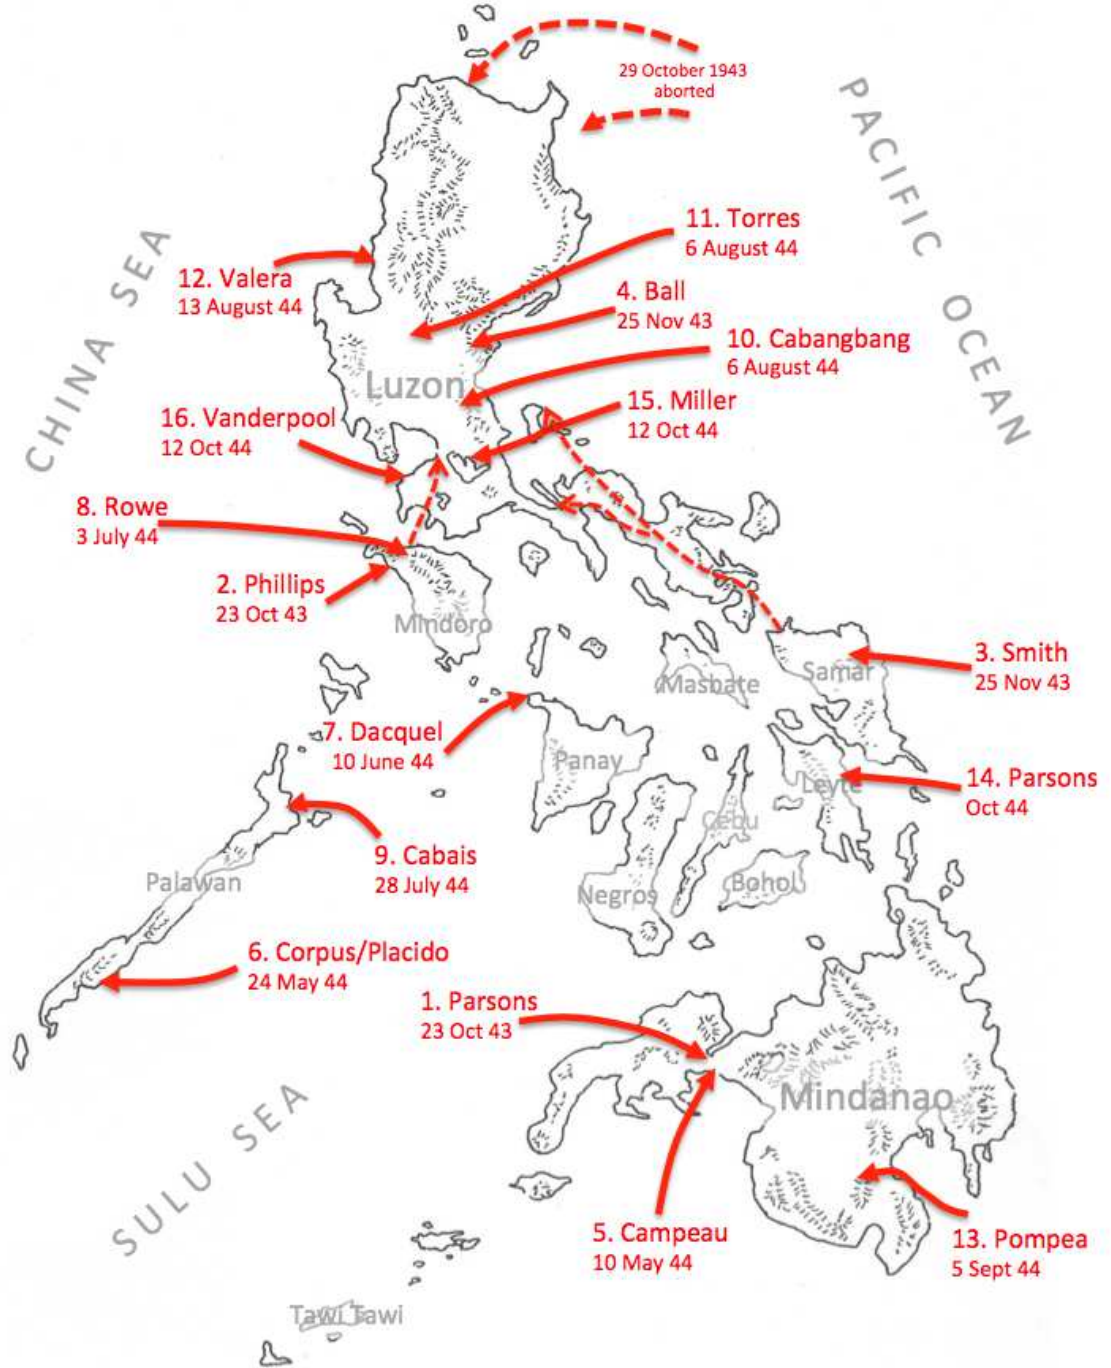 29 October 1943
aborted
PACIFIC OCEAN
CHINA SEA
11. Torres
6 August 44
12. Valera
13 August 44
4. Ball
25 Nov 43
10. Cabangbang
6 August 44
Luzon
15. Miller
12 Oct 44
16. Vanderpool
12 Oct 44
8. Rowe
3 July 44
2. Phillips
23 Oct 43
Mindoro
3. Smith
25 Nov 43
Samar
Masbate
7. Dacquel
10 June 44
Panay
14. Parsons
Oct 44
Leyte
Cebu
9. Cabais
28 July 44
Palawan
Negros
Bohol
6. Corpus/Placido
24 May 44
1. Parsons
23 Oct 43
Mindanao
SULU SEA
5. Campeau
10 May 44
13. Pompea
5 Sept 44
Tawi Tawi